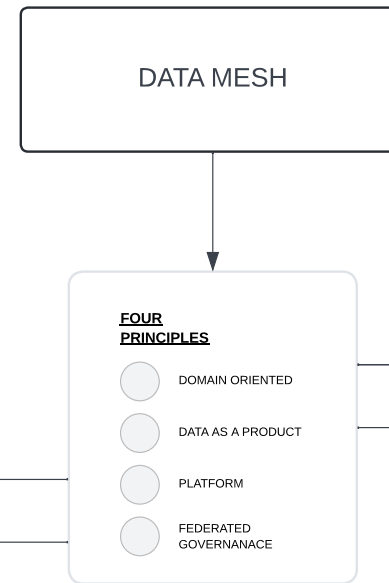 DATA MESH
FOUR
PRINCIPLES
DOMAIN ORIENTED
DATA AS A PRODUCT
PLATFORM
FEDERATED
GOVERNANACE